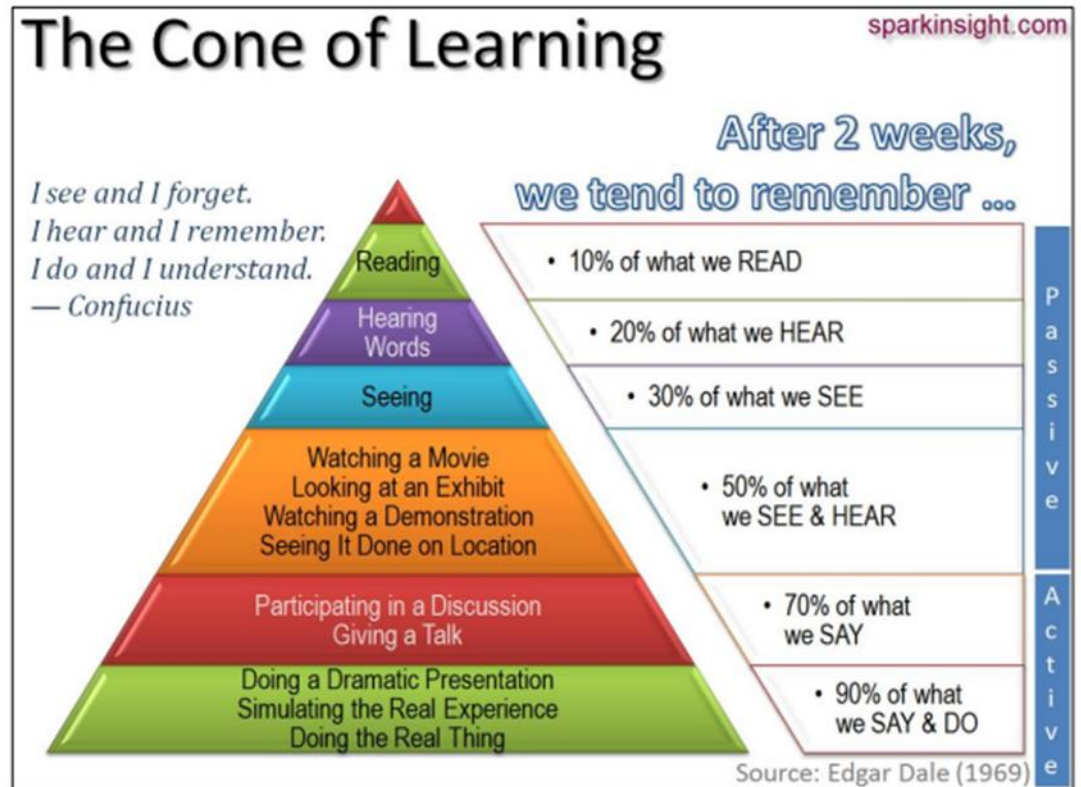 The Cone of Learning
sparkinsight.com
After 2 weeks,
we tend to remember ...
I see and I forget.
I hear and I remember.
I do and I understand.
— Confucius
Reading
• 10% of what we READ
Hearing
Words
• 20% of what we HEAR
Seeing
• 30% of what we SEE
Watching a Movie
Looking at an Exhibit
Watching a Demonstration
Seeing It Done on Location
• 50% of what
we SEE & HEAR
Passive
Participating in a Discussion
Giving a Talk
• 70% of what
we SAY
Doing a Dramatic Presentation
Simulating the Real Experience
Doing the Real Thing
• 90% of what
we SAY & DO
Active
Source: Edgar Dale (1969)